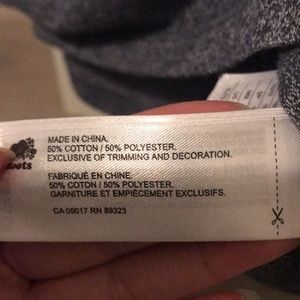 MADE IN CHINA.
50% COTTON / 50% POLYESTER.
EXCLUSIVE OF TRIMMING AND DECORATION.
FABRIQUÉ EN CHINE.
50% COTON / 50% POLYESTER.
GARNITURE ET EMPIÈCEMENT EXCLUSIFS.
CA 05017 RN 89323